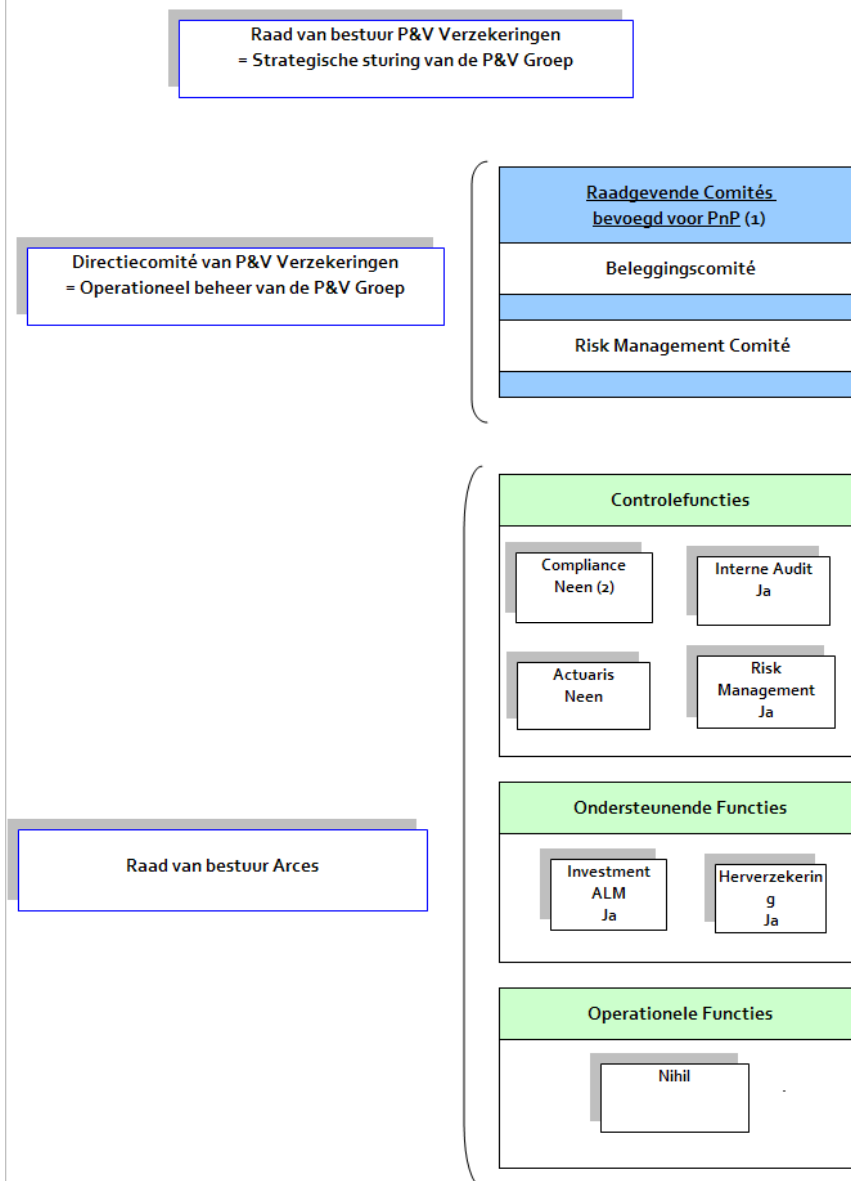 Raad van bestuur P&V Verzekeringen
= Strategische sturing van de P&V Groep
Directiecomité van P&V Verzekeringen
= Operationeel beheer van de P&V Groep
Raadgevende Comités
bevoegd voor PnP (1)
Beleggingscomité
Risk Management Comité
Raad van bestuur Arces
Controlefuncties
Compliance
Neen (2)
Interne Audit
Ja
Actuaris
Neen
Risk
Management
Ja
Ondersteunende Functies
Investment
ALM
Ja
Herverzekerin
g
Ja
Operationele Functies
Nihil